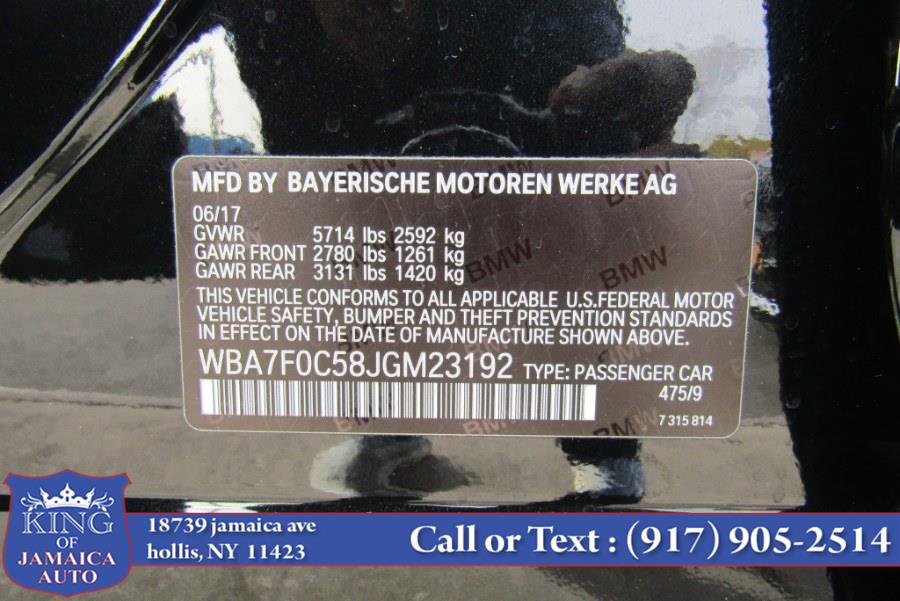 MFD BY BAYERISCHE MOTOREN WERKE AG
06/17
GVWR 5714 lbs 2592 kg
GAWR FRONT 2780 lbs 1261 kg
GAWR REAR 3131 lbs 1420 kg
THIS VEHICLE CONFORMS TO ALL APPLICABLE U.S.FEDERAL MOTOR
VEHICLE SAFETY, BUMPER AND THEFT PREVENTION STANDARDS
IN EFFECT ON THE DATE OF MANUFACTURE SHOWN ABOVE.
WBA7F0C58JGM23192 TYPE: PASSENGER CAR
475/9
7 315 814
BMW
BMW
BMW
KING
OF
JAMAICA
AUTO
18739 jamaica ave
hollis, NY 11423
Call or Text : (917) 905-2514